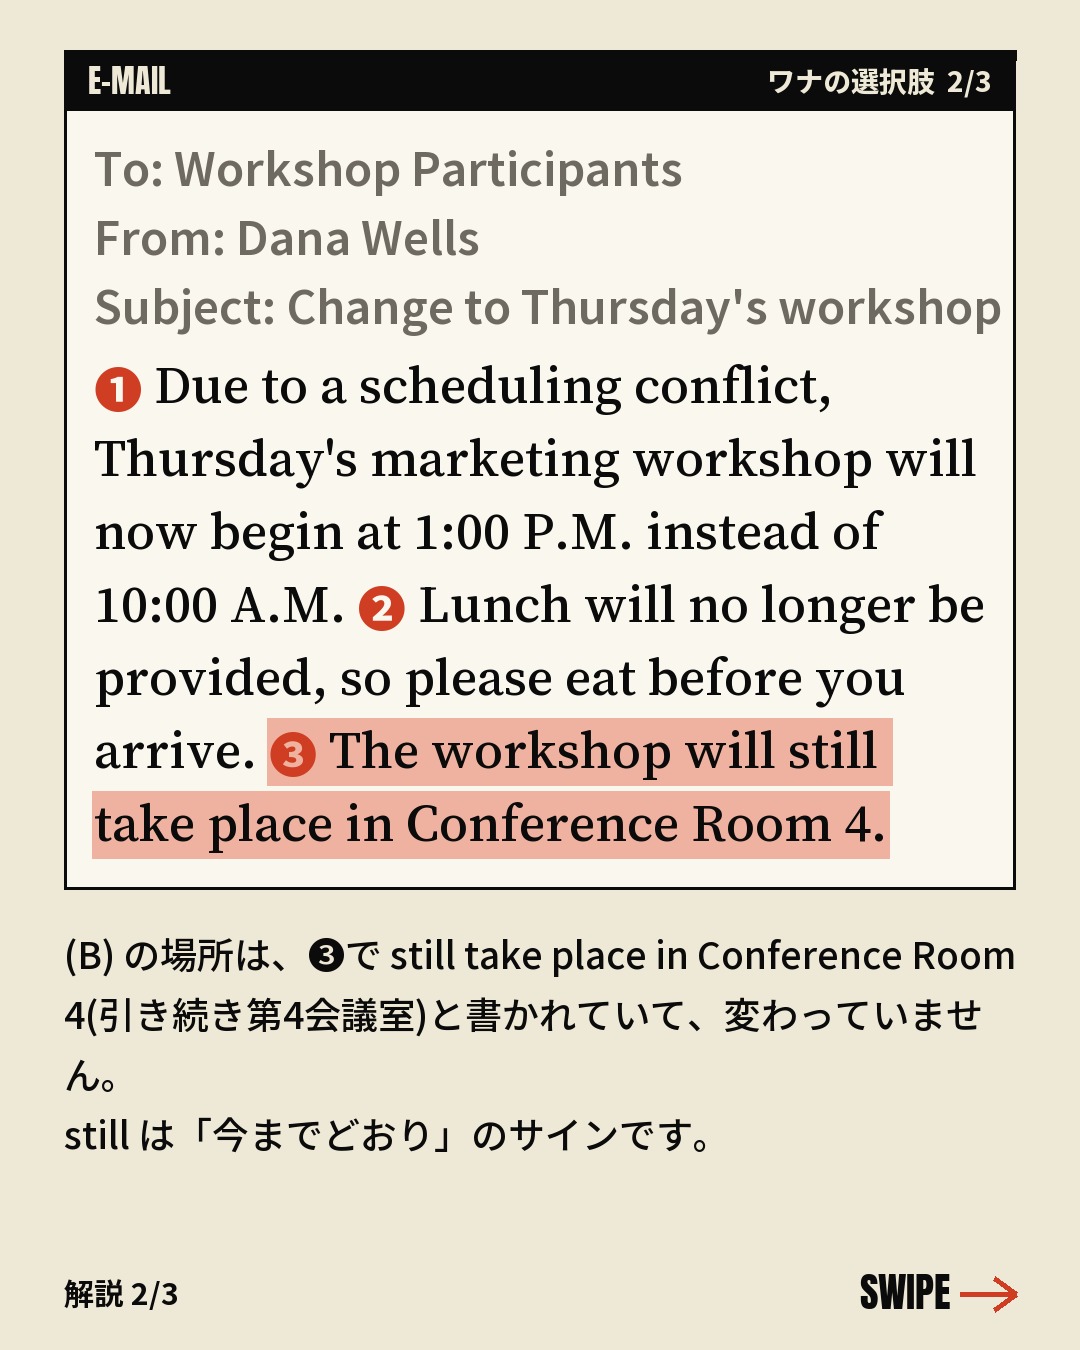 E-MAIL
ワナの選択肢 2/3
To: Workshop Participants
From: Dana Wells
Subject: Change to Thursday's workshop
❶ Due to a scheduling conflict,
Thursday's marketing workshop will
now begin at 1:00 P.M. instead of
10:00 A.M. ❷ Lunch will no longer be
provided, so please eat before you
arrive. ❸ The workshop will still
take place in Conference Room 4.
(B) の場所は、❸で still take place in Conference Room
4(引き続き第4会議室)と書かれていて、変わっていませ
ん。
still は「今までどおり」のサインです。
解説 2/3
SWIPE